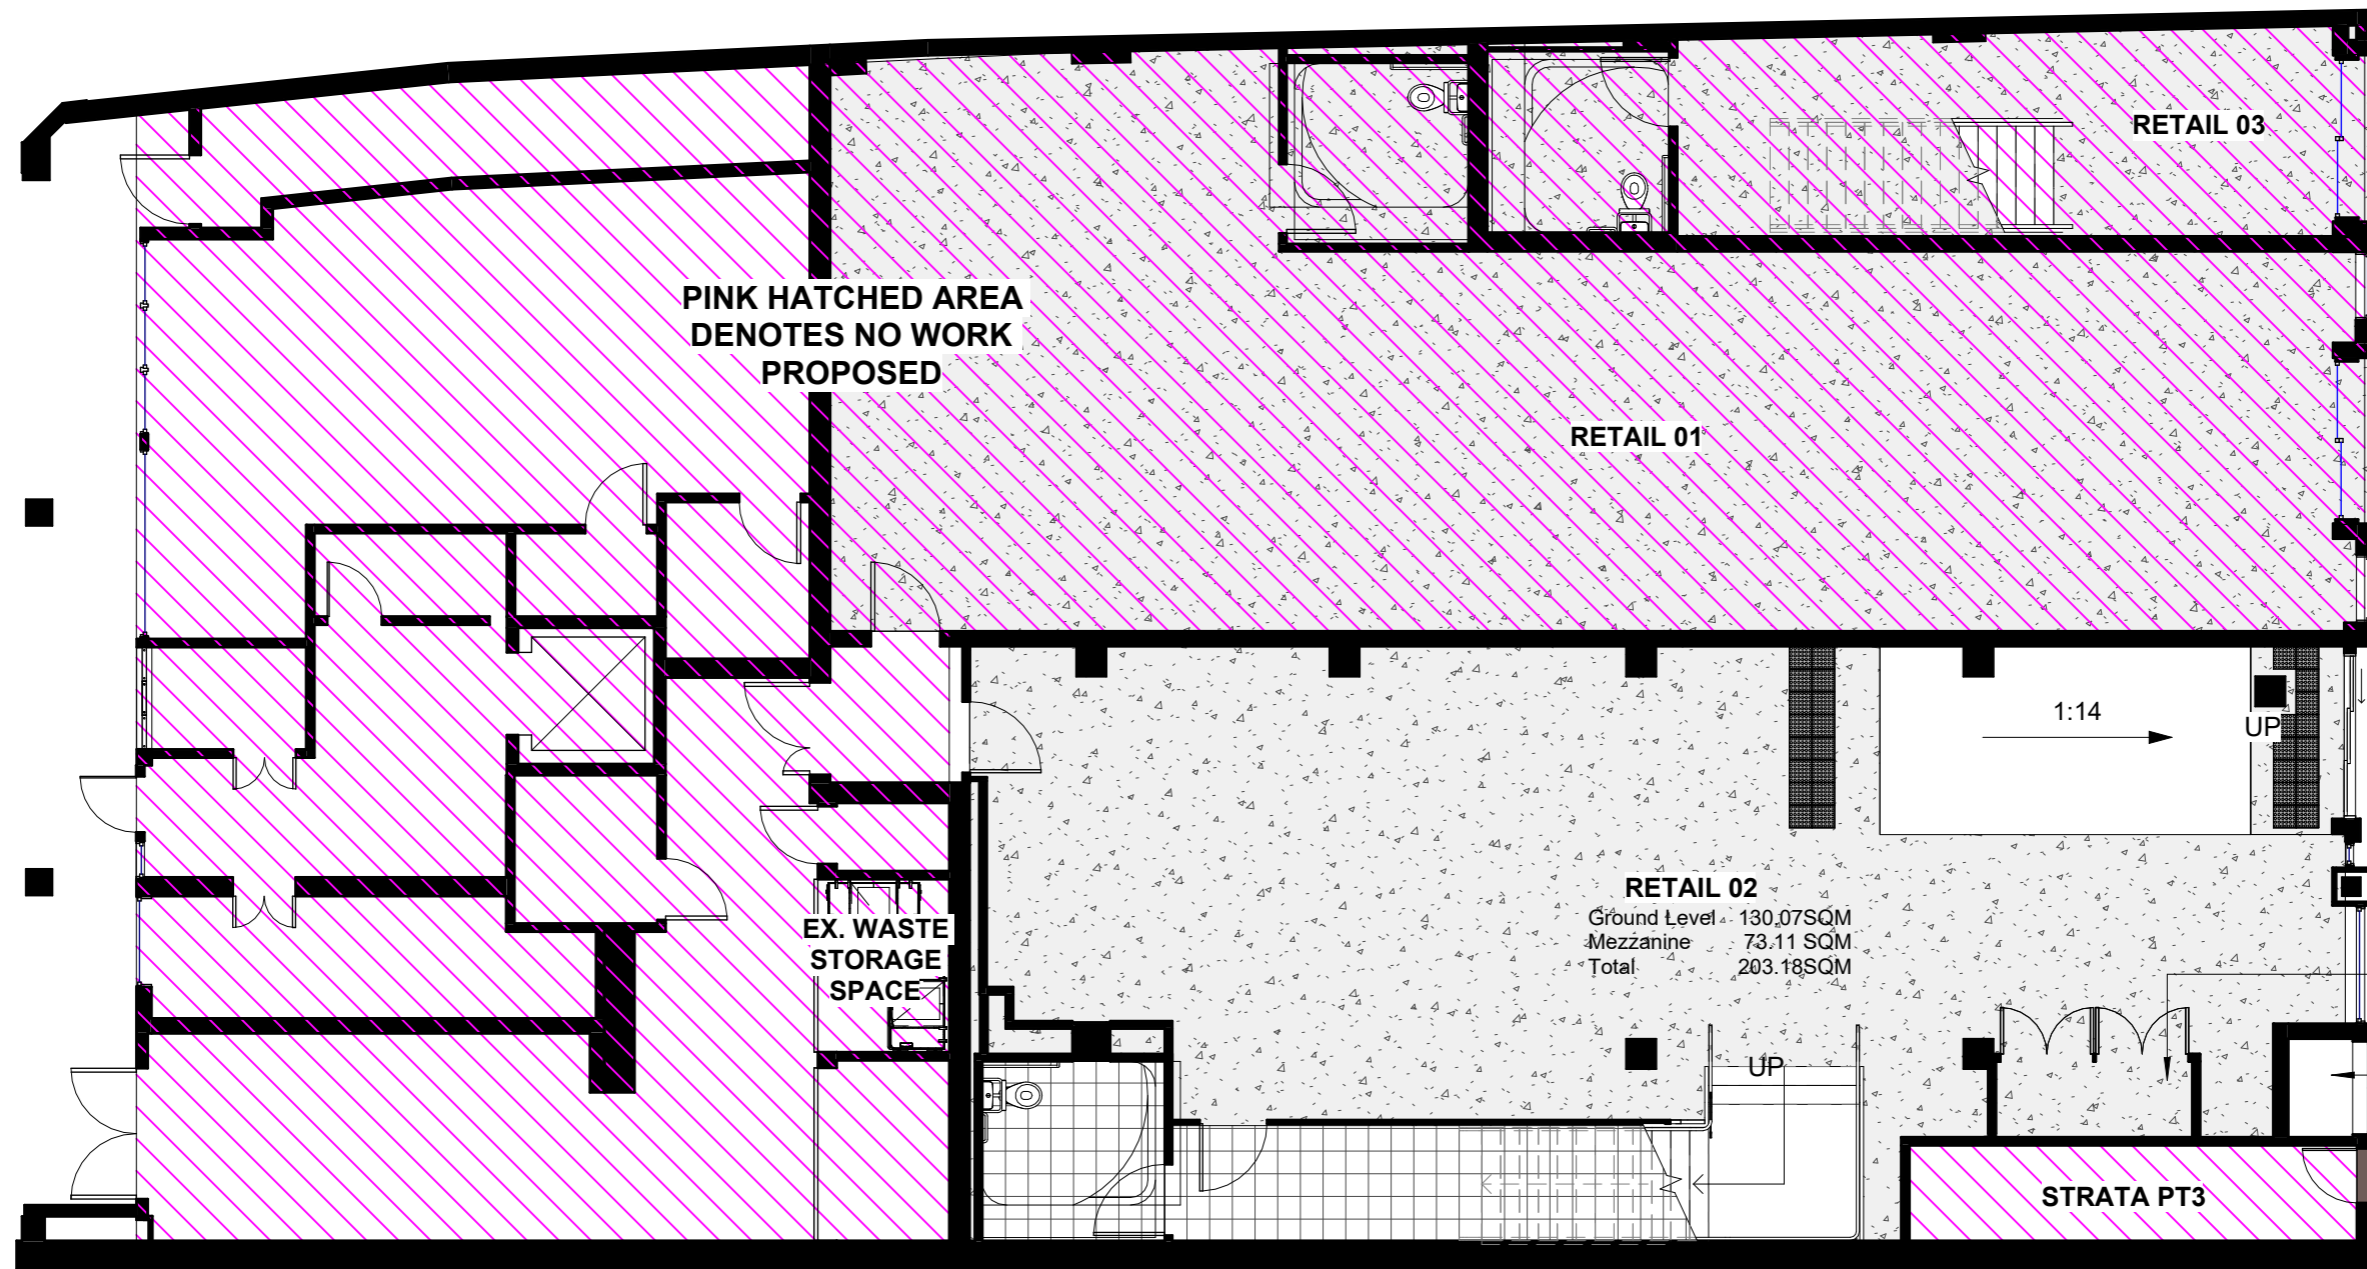 RETAIL 03
PINK HATCHED AREA
DENOTES NO WORK
PROPOSED
RETAIL 01
1:14
UP
RETAIL 02
Ground Level 130.07SQM
Mezzanine 73.11 SQM
Total 203.18SQM
EX. WASTE
STORAGE
SPACE
UP
STRATA PT3